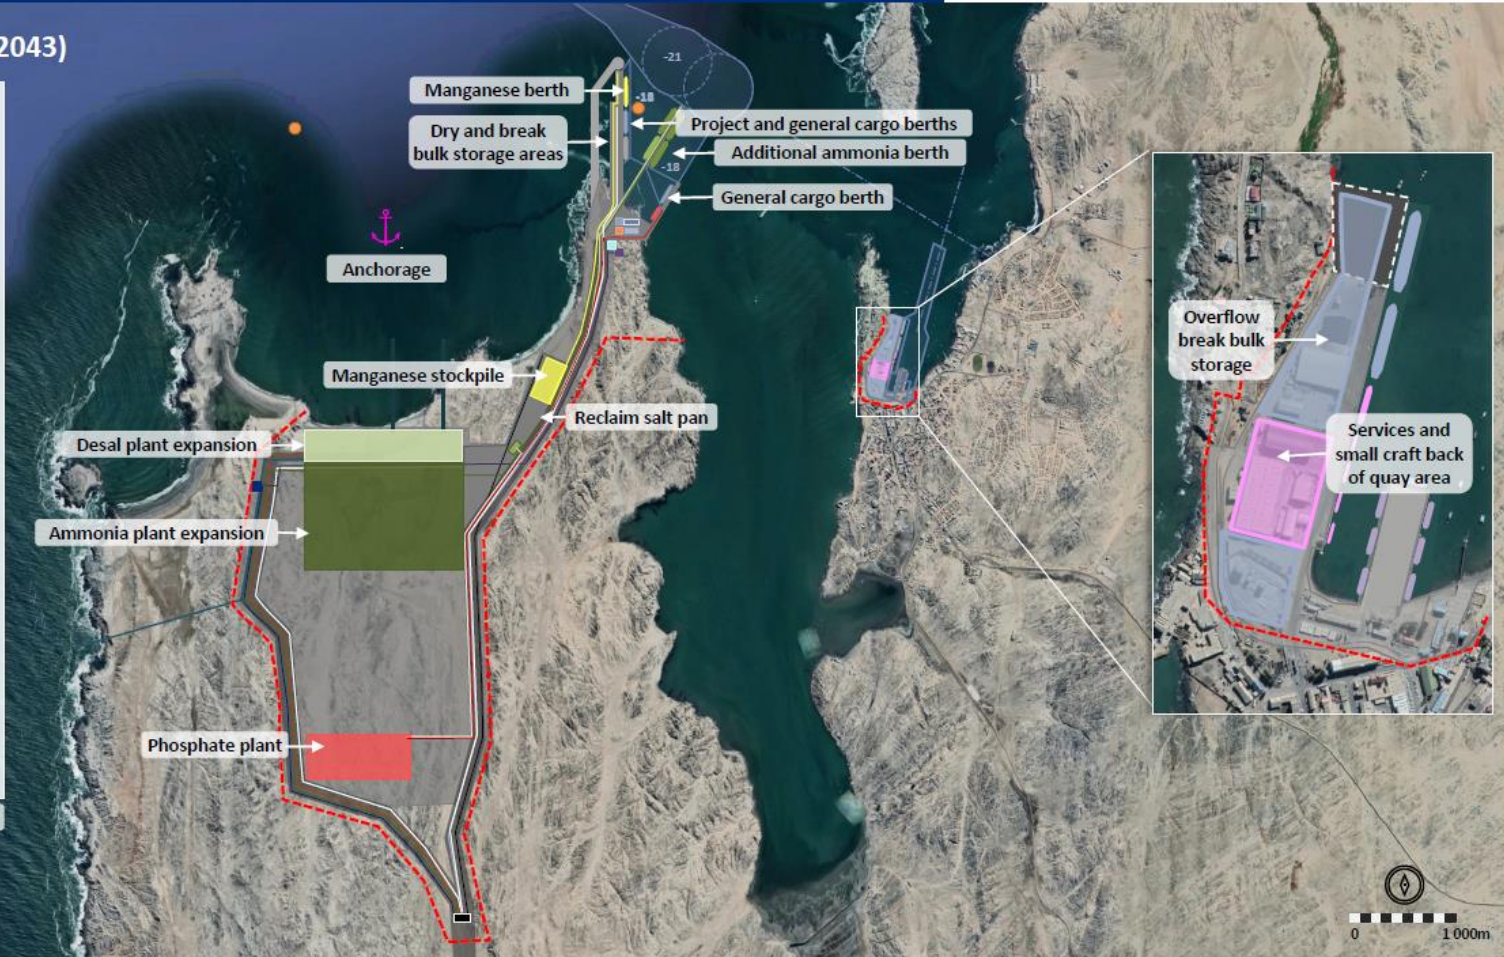 2043)
-21
Manganese berth
-18
Dry and break
bulk storage areas
Project and general cargo berths
Additional ammonia berth
-18
General cargo berth
Anchorage
Overflow
break bulk
storage
Manganese stockpile
Reclaim salt pan
Desal plant expansion
Services and
small craft back
of quay area
Ammonia plant expansion
Phosphate plant
0
1 000m